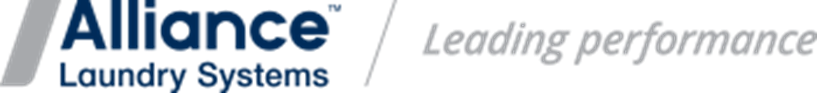 Alliance™
Laundry Systems
Leading performance